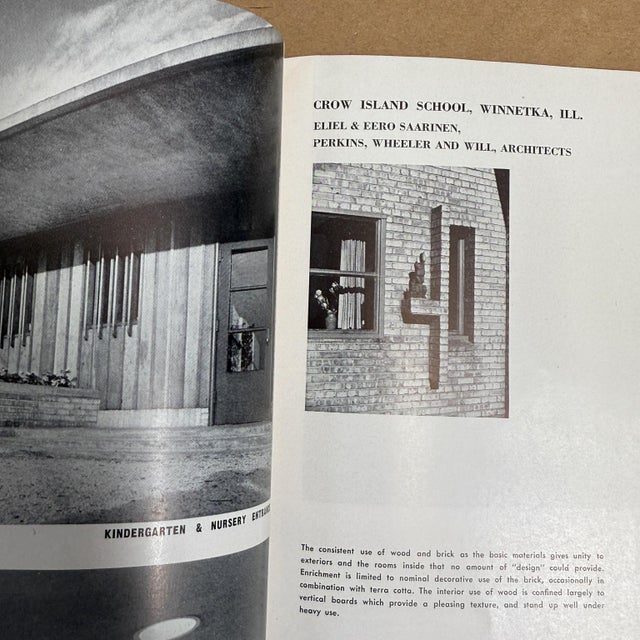 KINDERGARTEN & NURSERY ENTRANCE
CROW ISLAND SCHOOL, WINNETKA, ILL.
ELIEL & EERO SAARINEN,
PERKINS, WHEELER AND WILL, ARCHITECTS
The consistent use of wood and brick as the basic materials gives unity to
exteriors and the rooms inside that no amount of "design" could provide.
Enrichment is limited to nominal decorative use of the brick, occasionally in
combination with terra cotta. The interior use of wood is confined largely to
vertical boards which provide a pleasing texture, and stand up well under
heavy use.